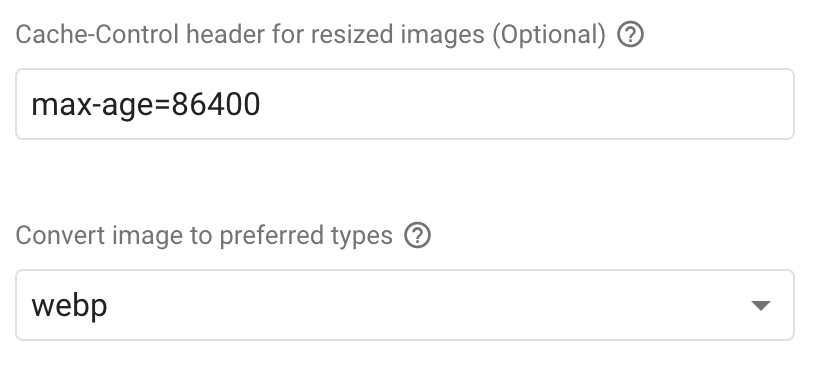 Cache-Control header for resized images (Optional)
max-age=86400
Convert image to preferred types
webp